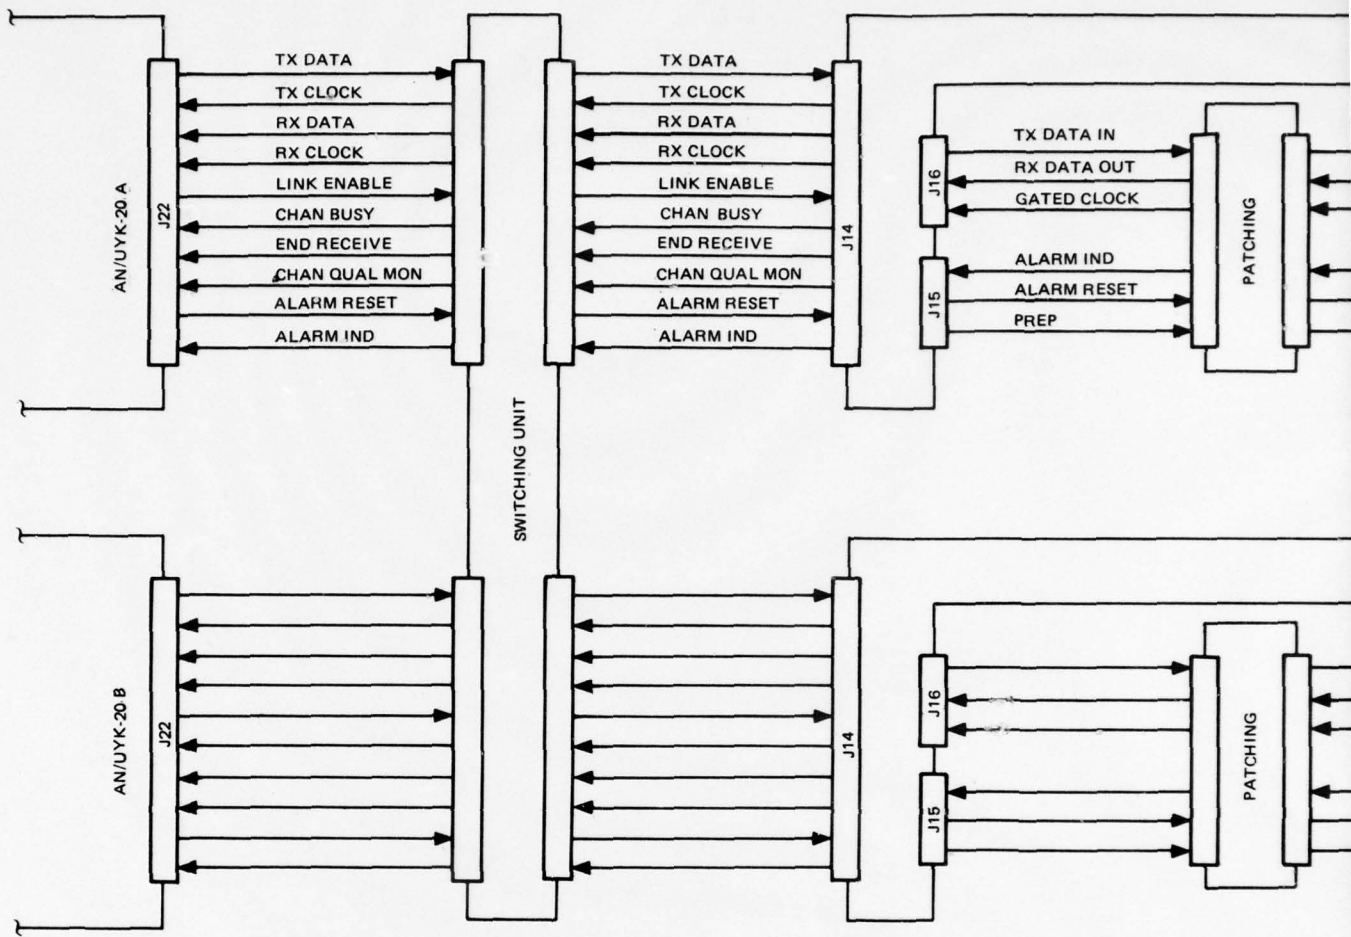 AN/UYK-20 A
J22
TX DATA
TX CLOCK
RX DATA
RX CLOCK
LINK ENABLE
CHAN BUSY
END RECEIVE
CHAN QUAL MON
ALARM RESET
ALARM IND
SWITCHING UNIT
TX DATA
TX CLOCK
RX DATA
RX CLOCK
LINK ENABLE
CHAN BUSY
END RECEIVE
CHAN QUAL MON
ALARM RESET
ALARM IND
J14
J16
TX DATA IN
RX DATA OUT
GATED CLOCK
J15
ALARM IND
ALARM RESET
PREP
PATCHING
AN/UYK-20 B
J22
J14
J16
J15
PATCHING